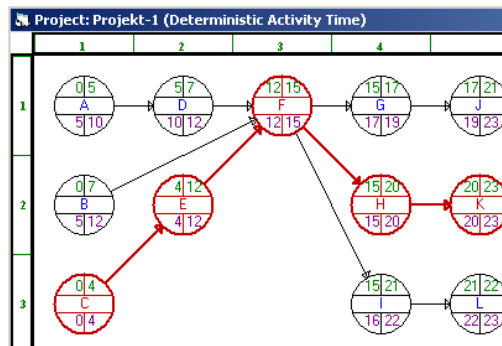 Project: Projekt-1 (Deterministic Activity Time)
1 2 3 4
1
0 5 5 7 12 15 15 17 17 21
A D F G J
5 10 10 12 12 15 17 19 19 23
2
0 7 4 12 15 20 20 23
B E H K
5 12 4 12 15 20 20 23
3
0 4 15 21 21 22
C I L
0 4 16 22 22 23